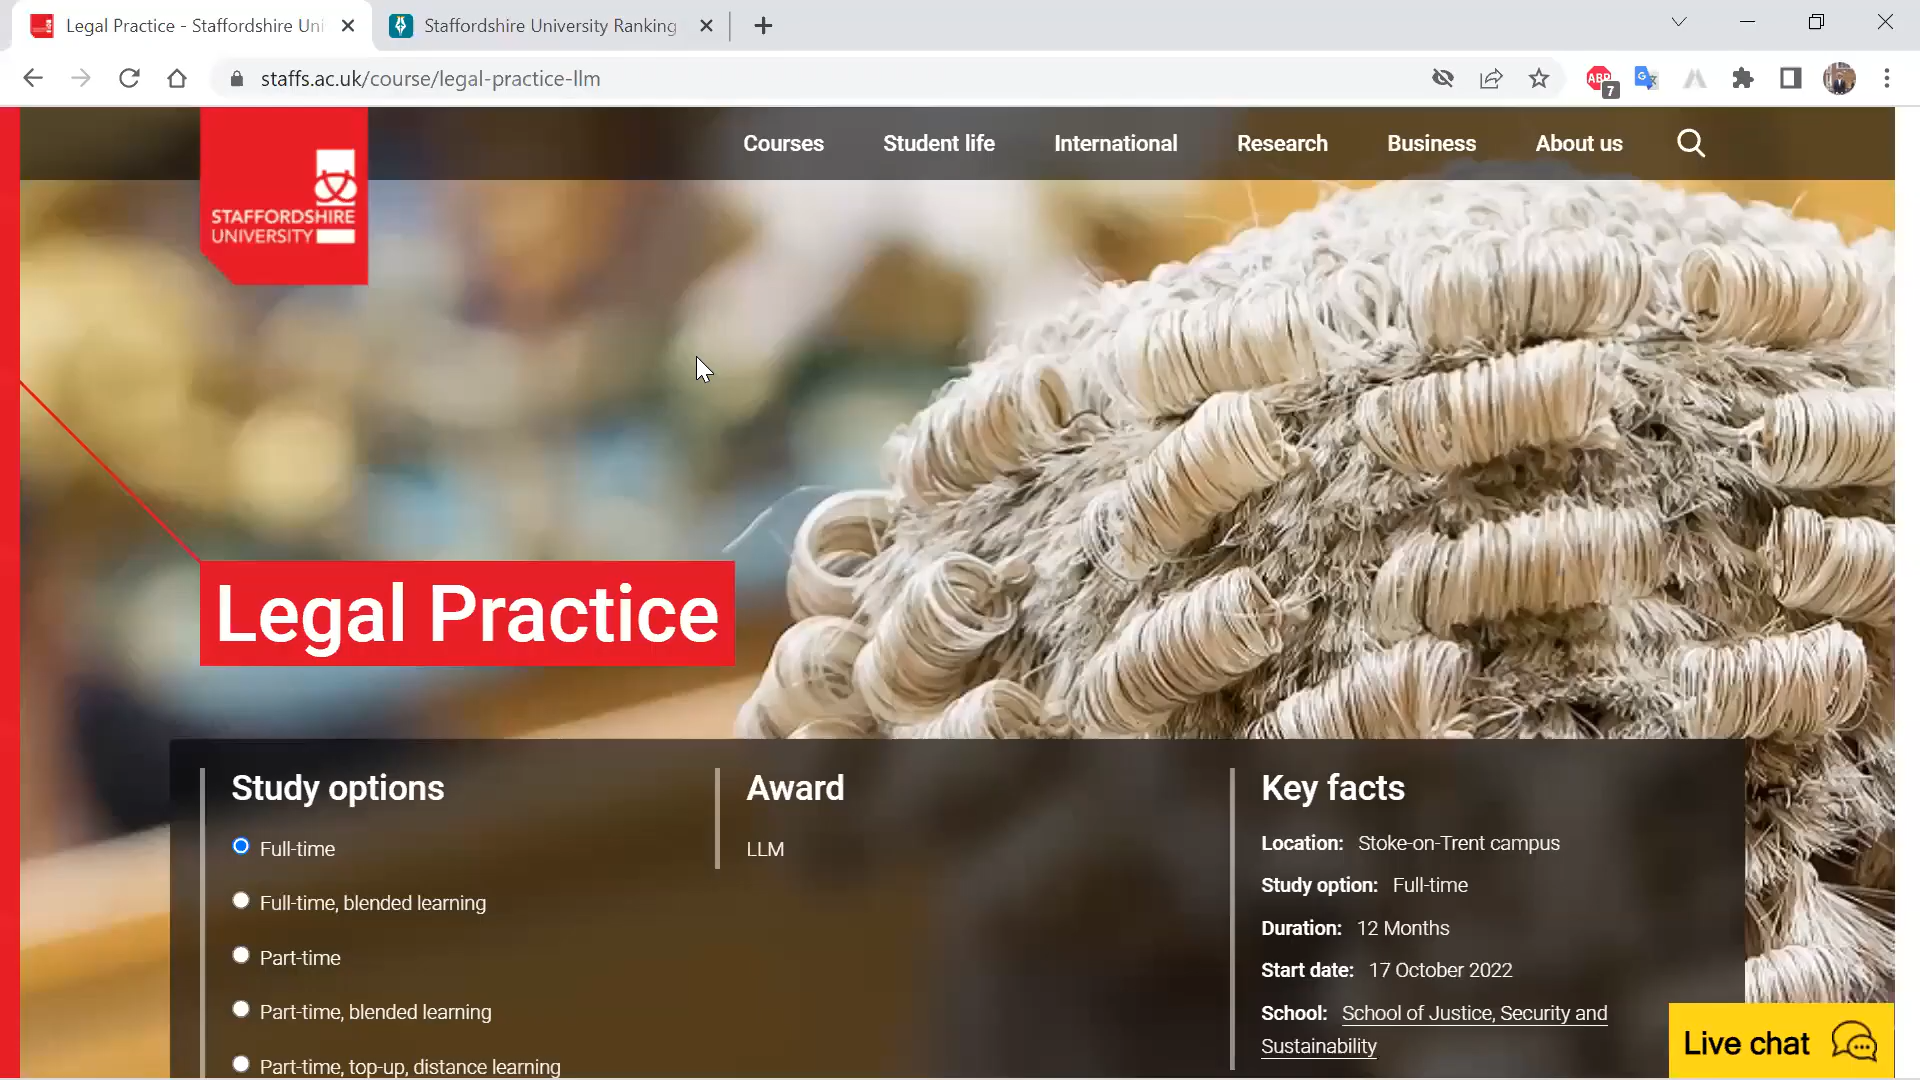 Legal Practice - Staffordshire Uni
Staffordshire University Ranking
staffs.ac.uk/course/legal-practice-llm
ABP
7
Courses
Student life
International
Research
Business
About us
STAFFORDSHIRE
UNIVERSITY
Legal Practice
Study options
Full-time
Full-time, blended learning
Part-time
Part-time, blended learning
Part-time, top-up, distance learning
Award
LLM
Key facts
Location: Stoke-on-Trent campus
Study option: Full-time
Duration: 12 Months
Start date: 17 October 2022
School: School of Justice, Security and
Sustainability
Live chat